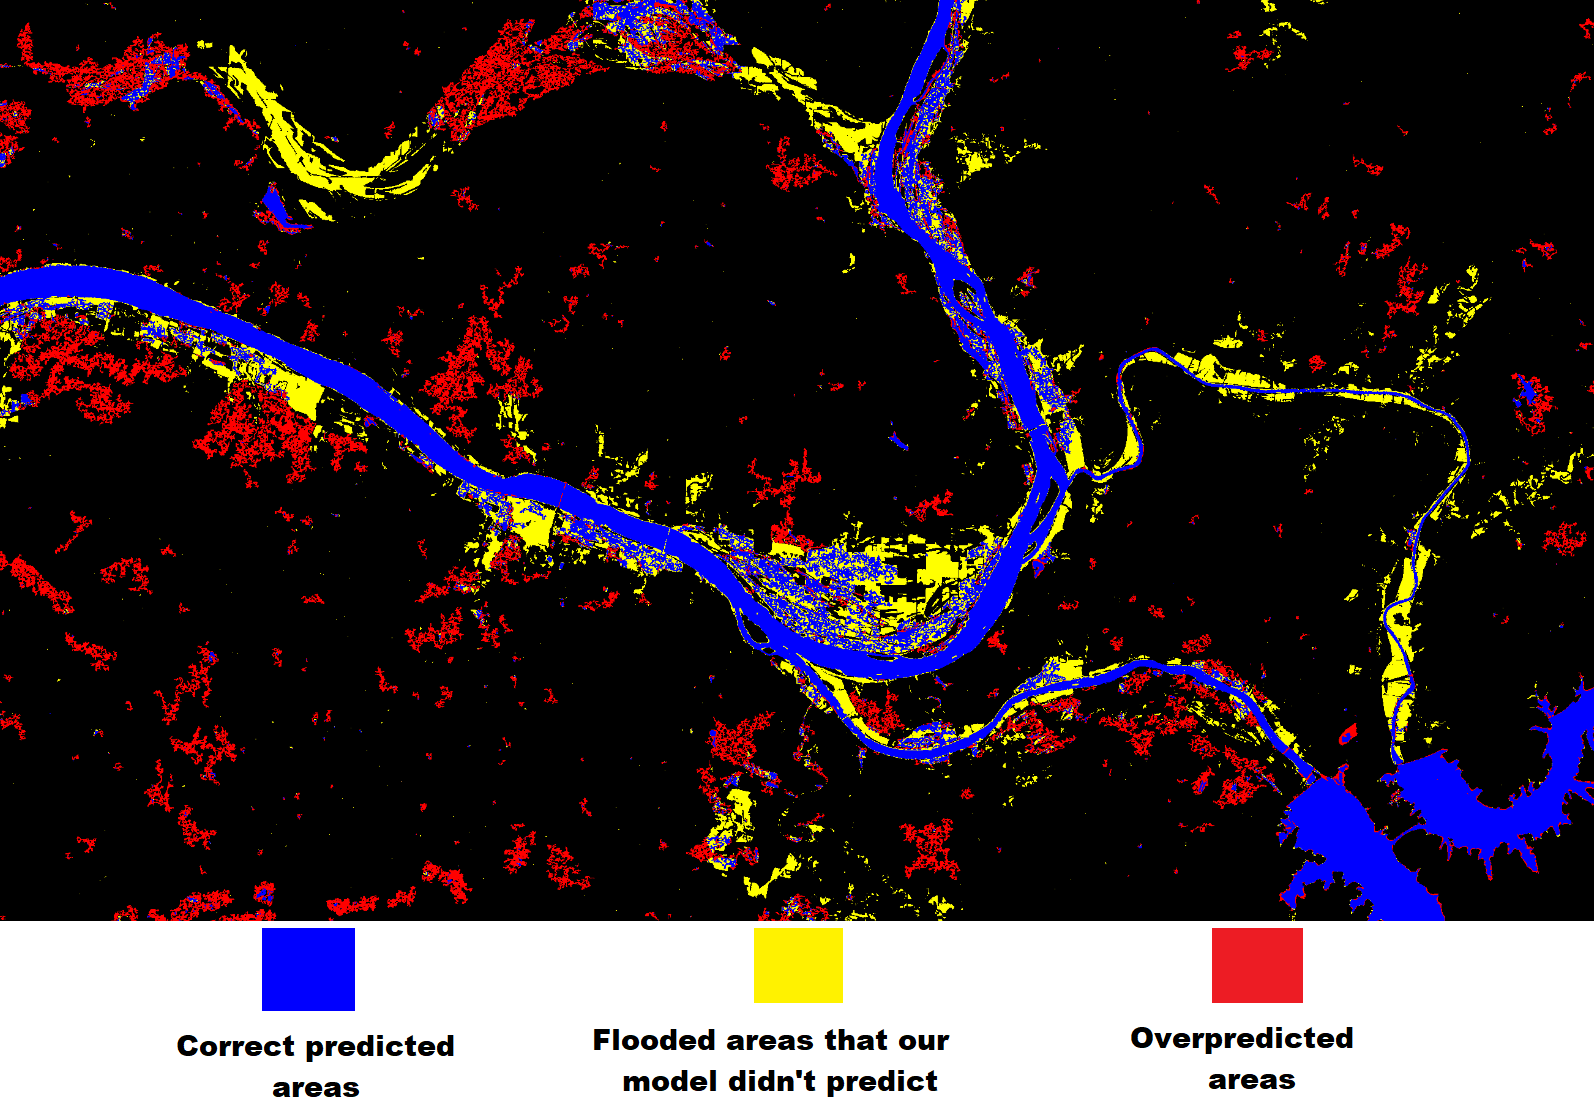 Correct predicted
areas
Flooded areas that our
model didn't predict
Overpredicted
areas